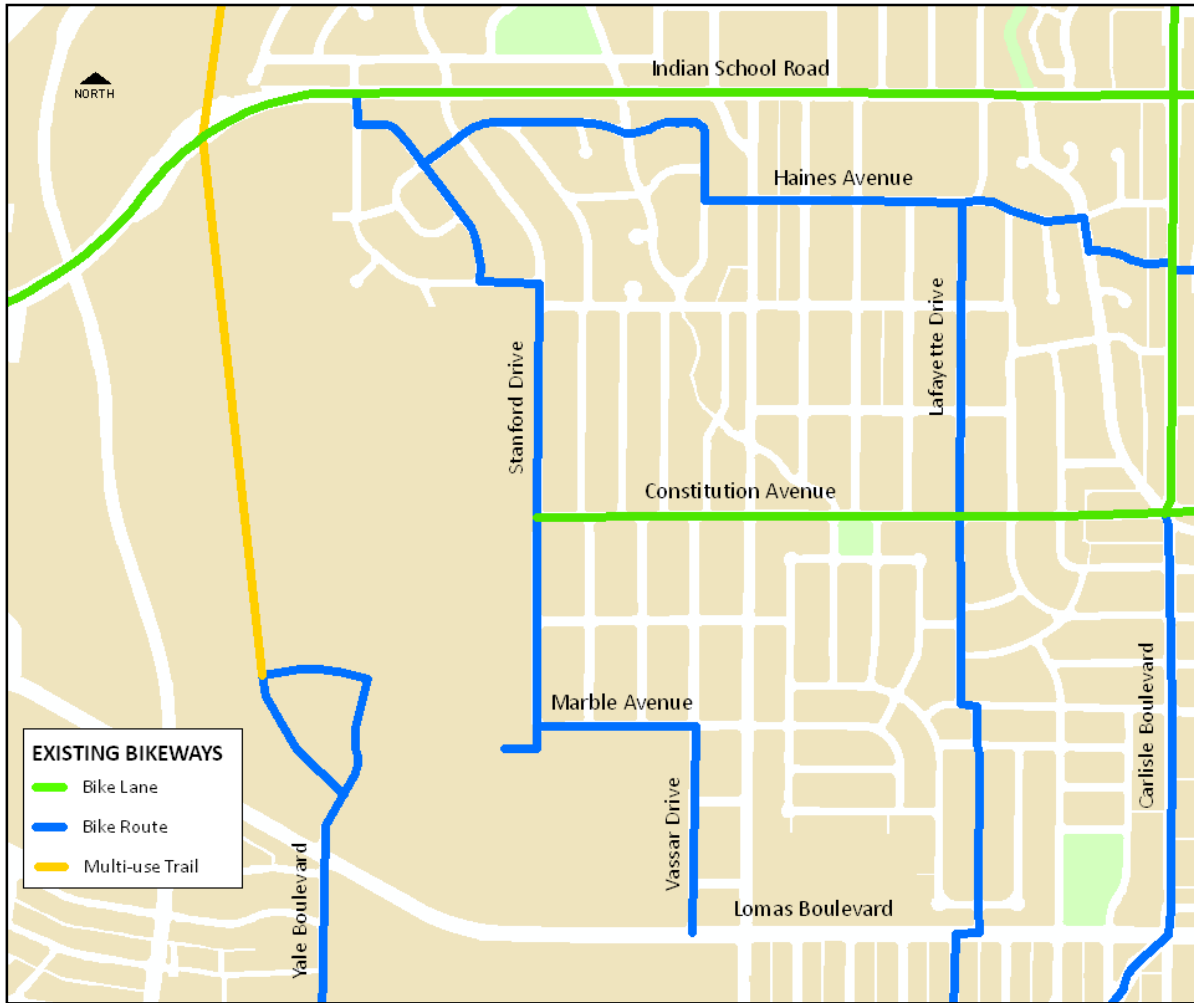 Indian School Road
NORTH
Haines Avenue
Stanford Drive
Lafayette Drive
Constitution Avenue
Marble Avenue
Carlisle Boulevard
EXISTING BIKEWAYS
Bike Lane
Bike Route
Multi-use Trail
Vassar Drive
Yale Boulevard
Lomas Boulevard